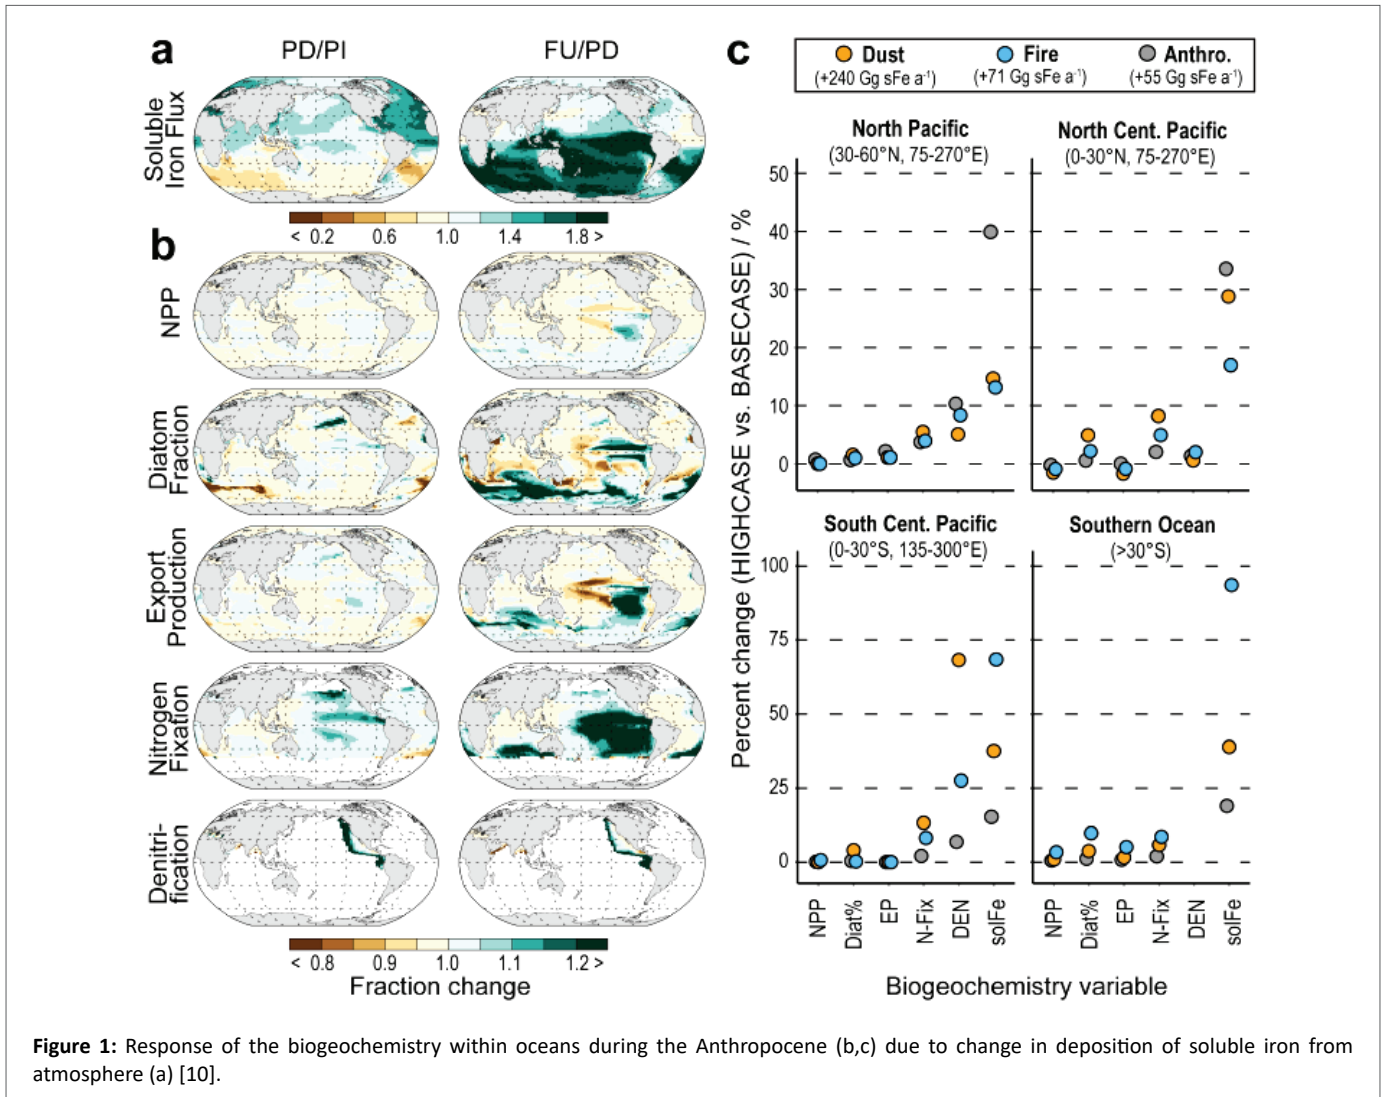 a
PD/PI
FU/PD
Soluble
Iron Flux
< 0.2 0.6 1.0 1.4 1.8 >
b
NPP
Diatom
Fraction
Export
Production
Nitrogen
Fixation
Denitri-
fication
< 0.8 0.9 1.0 1.1 1.2 >
Fraction change
c
Dust
(+240 Gg sFe a⁻¹)
Fire
(+71 Gg sFe a⁻¹)
Anthro.
(+55 Gg sFe a⁻¹)
Percent change (HIGHCASE vs. BASECASE) / %
North Pacific
(30-60°N, 75-270°E)
North Cent. Pacific
(0-30°N, 75-270°E)
50
40
30
20
10
0
South Cent. Pacific
(0-30°S, 135-300°E)
Southern Ocean
(>30°S)
100
75
50
25
0
NPP
Diat%
EP
N-Fix
DEN
solFe
NPP
Diat%
EP
N-Fix
DEN
solFe
Biogeochemistry variable
Figure 1: Response of the biogeochemistry within oceans during the Anthropocene (b,c) due to change in deposition of soluble iron from
atmosphere (a) [10].